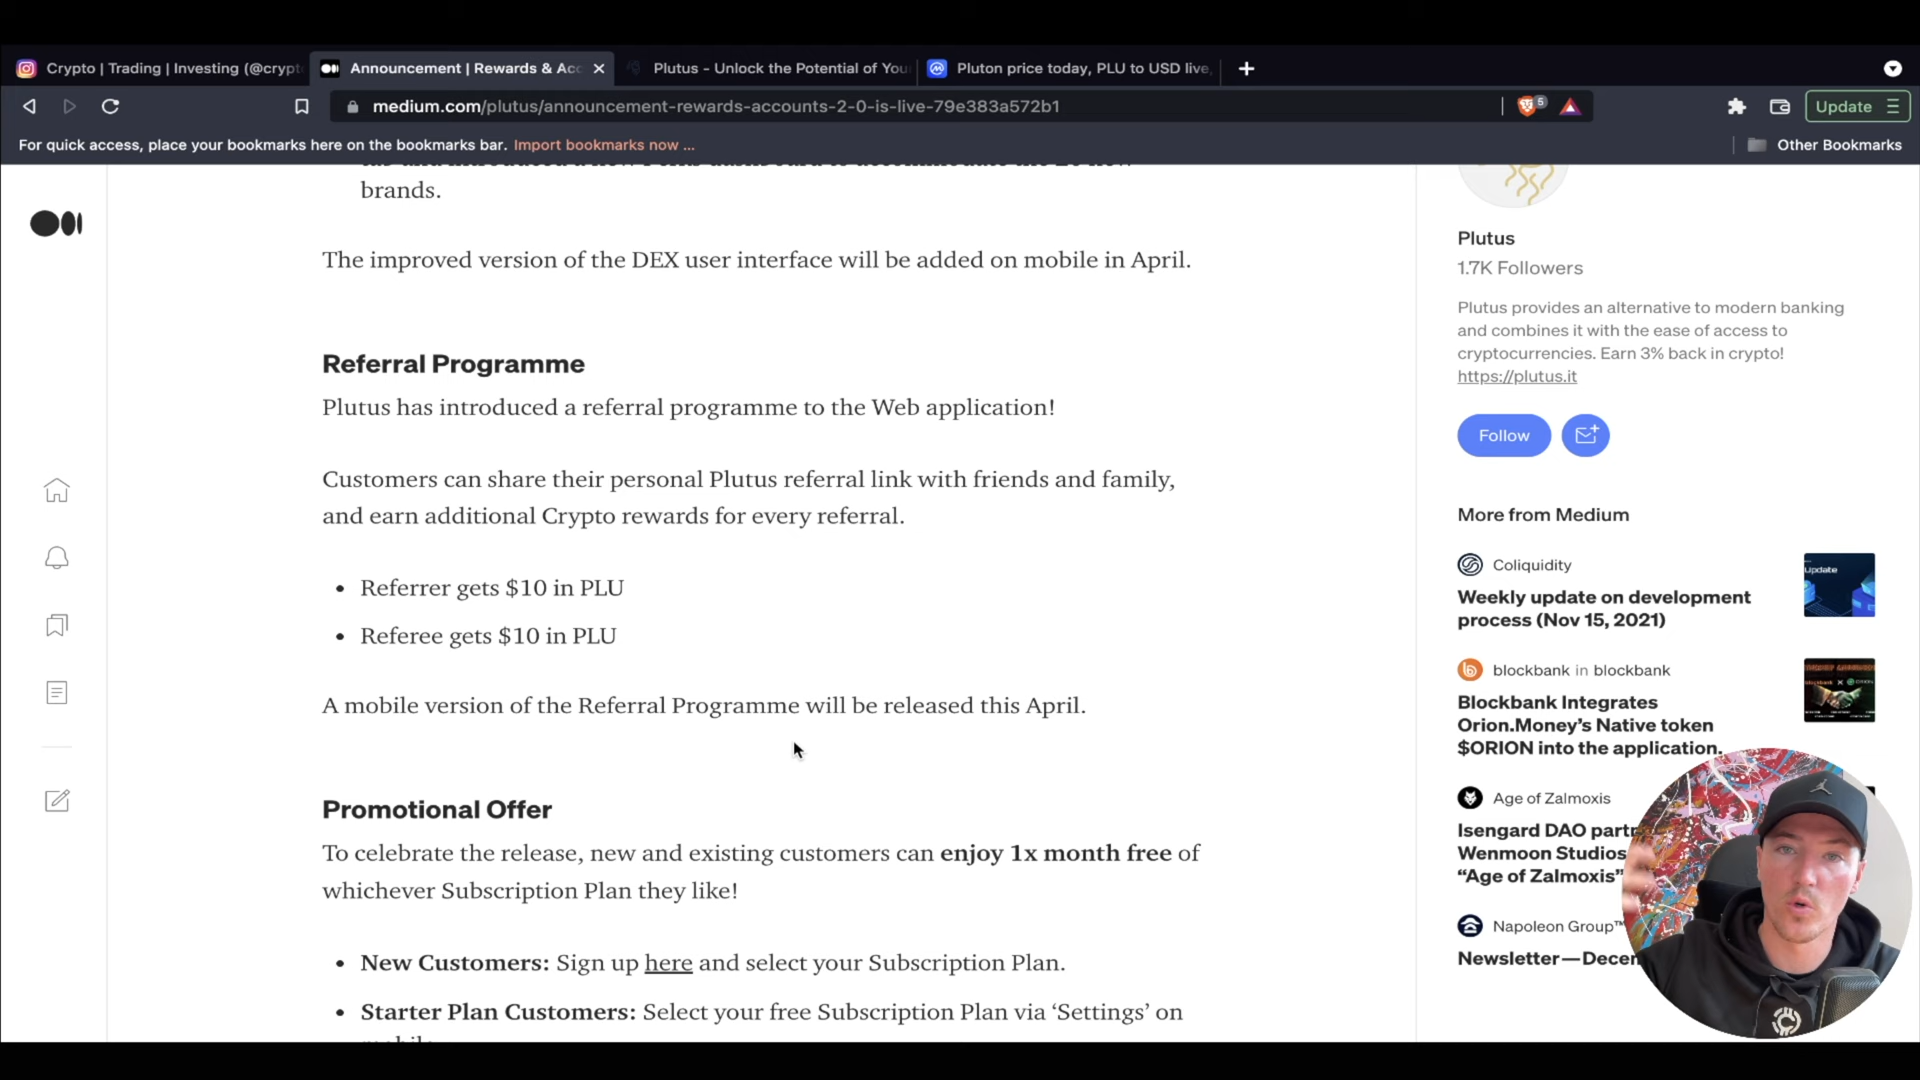 Crypto | Trading | Investing (@crypt
Announcement | Rewards & Acc
Plutus - Unlock the Potential of You
Pluton price today, PLU to USD live,
medium.com/plutus/announcement-rewards-accounts-2-0-is-live-79e383a572b1
5
Update
For quick access, place your bookmarks here on the bookmarks bar. Import bookmarks now ...
Other Bookmarks
brands.
The improved version of the DEX user interface will be added on mobile in April.
Referral Programme
Plutus has introduced a referral programme to the Web application!
Customers can share their personal Plutus referral link with friends and family,
and earn additional Crypto rewards for every referral.
• Referrer gets $10 in PLU
• Referee gets $10 in PLU
A mobile version of the Referral Programme will be released this April.
Promotional Offer
To celebrate the release, new and existing customers can enjoy 1x month free of
whichever Subscription Plan they like!
• New Customers: Sign up here and select your Subscription Plan.
• Starter Plan Customers: Select your free Subscription Plan via ‘Settings’ on
Plutus
1.7K Followers
Plutus provides an alternative to modern banking
and combines it with the ease of access to
cryptocurrencies. Earn 3% back in crypto!
https://plutus.it
Follow
More from Medium
Coliquidity
Weekly update on development
process (Nov 15, 2021)
Update
blockbank in blockbank
Blockbank Integrates
Orion.Money’s Native token
$ORION into the application.
Age of Zalmoxis
Isengard DAO partr
Wenmoon Studios
“Age of Zalmoxis”
Napoleon Group™
Newsletter—Decen